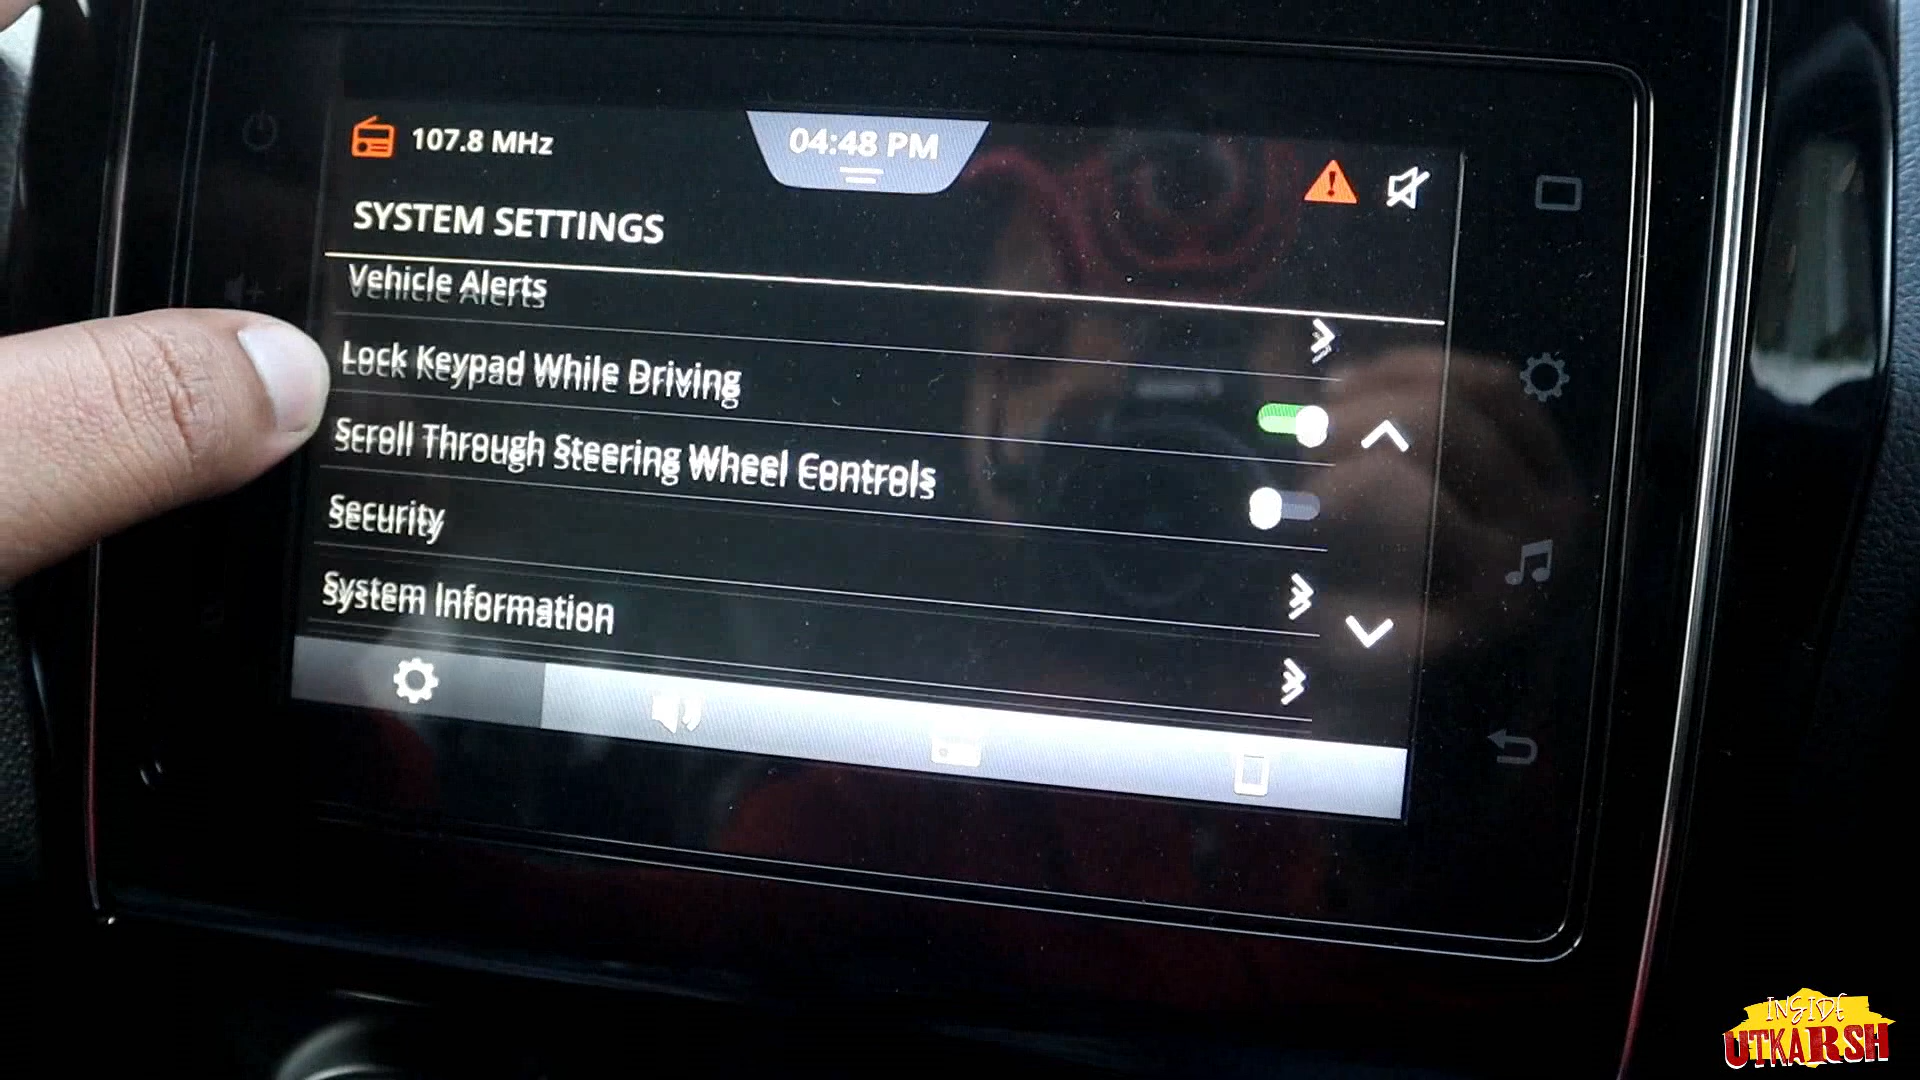 107.8 MHz
04:48 PM
SYSTEM SETTINGS
Vehicle Alerts
Lock Keypad While Driving
Scroll Through Steering Wheel Controls
Security
System Information
INSIDE
UTKARSH